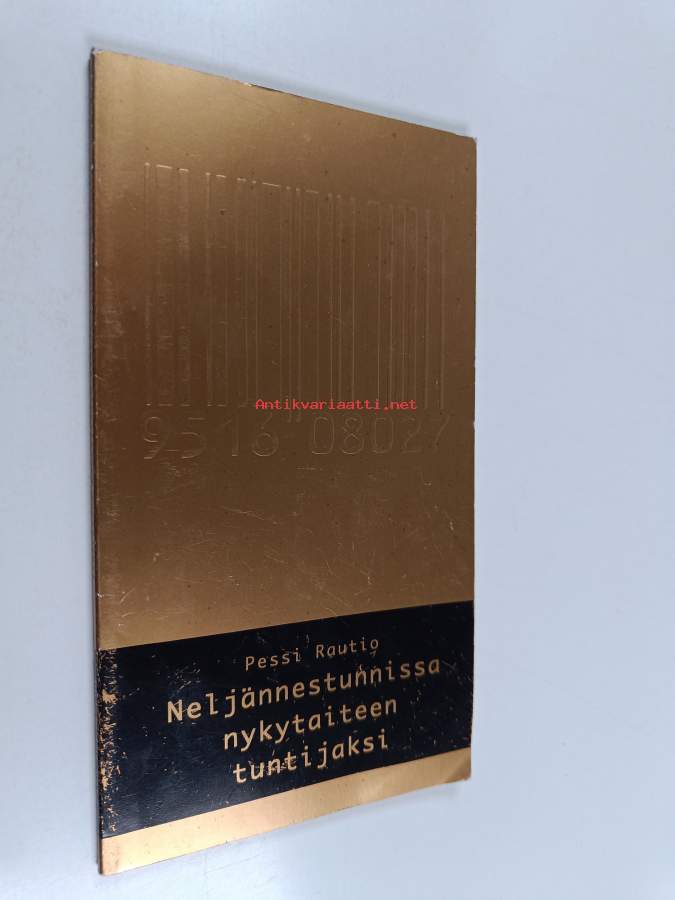 Antikvariaatti.net
9516"08027
Pessi Rautio
Neljännestunnissa
nykytaiteen
tuntijaksi